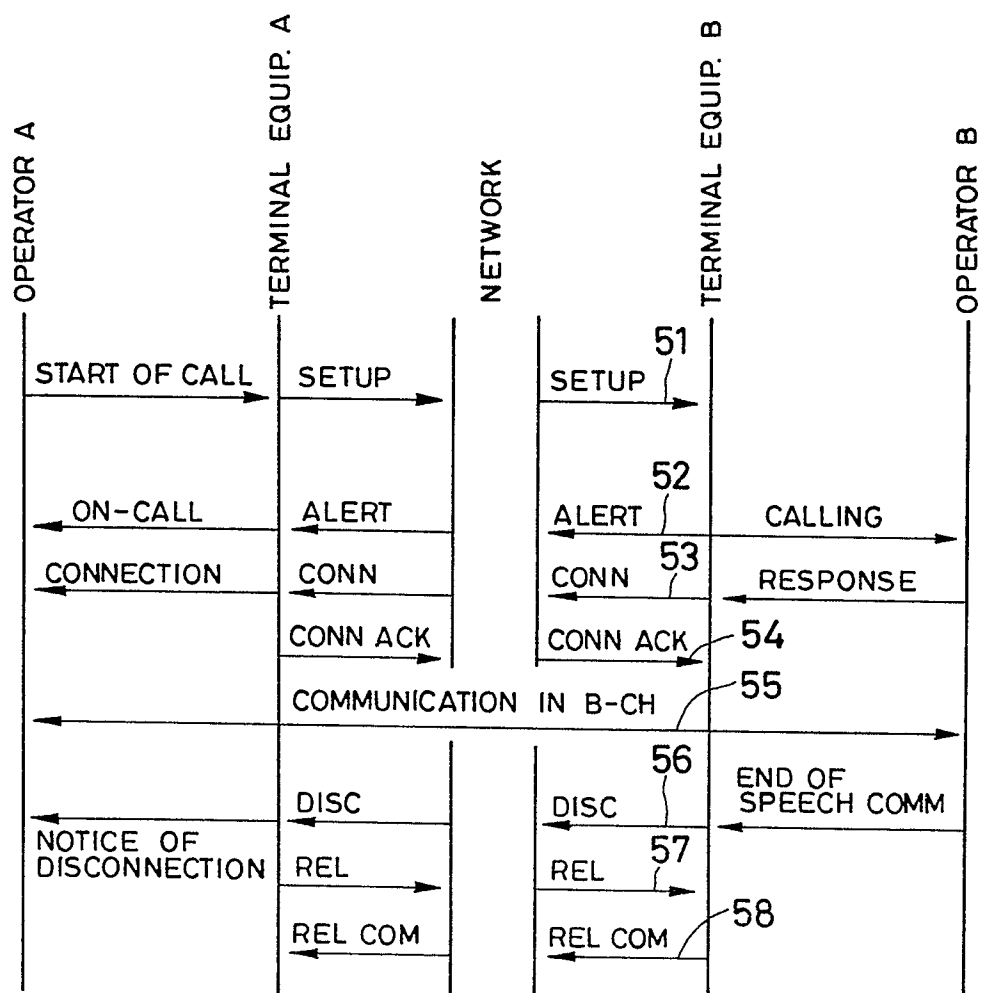 OPERATOR A
TERMINAL EQUIP. A
NETWORK
TERMINAL EQUIP. B
OPERATOR B
START OF CALL
SETUP
SETUP
51
ON-CALL
ALERT
ALERT
52
CALLING
CONNECTION
CONN
CONN
53
RESPONSE
CONN ACK
CONN ACK
54
COMMUNICATION IN B-CH
55
DISC
DISC
56
END OF
SPEECH COMM
NOTICE OF
DISCONNECTION
REL
REL
57
REL COM
REL COM
58